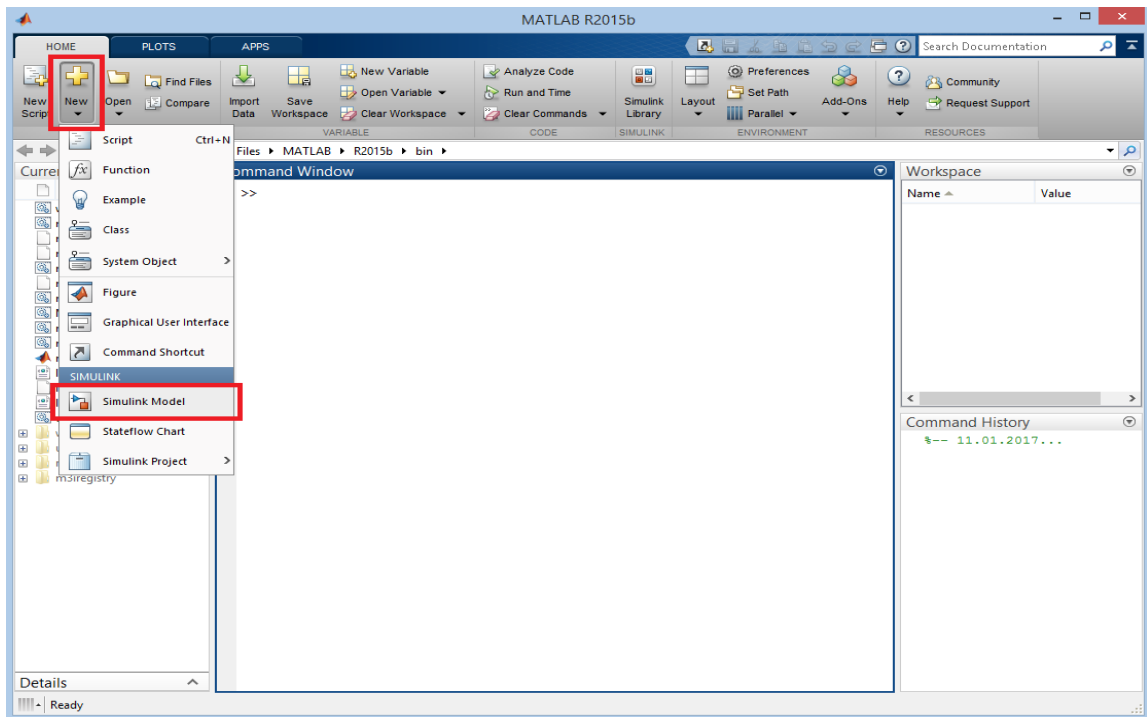 MATLAB R2015b
HOME PLOTS APPS
Search Documentation
New Script
New
Open
Find Files
Compare
Import Data
Save Workspace
New Variable
Open Variable
Clear Workspace
VARIABLE
Analyze Code
Run and Time
Clear Commands
CODE
Simulink Library
SIMULINK
Layout
Preferences
Set Path
Parallel
Add-Ons
ENVIRONMENT
Help
Community
Request Support
RESOURCES
Files MATLAB R2015b bin
Script Ctrl+N
Function
Example
Class
System Object
Figure
Graphical User Interface
Command Shortcut
SIMULINK
Simulink Model
Stateflow Chart
Simulink Project
m3iregistry
Details
Window
>>
Workspace
Name Value
Command History
%-- 11.01.2017...
Ready